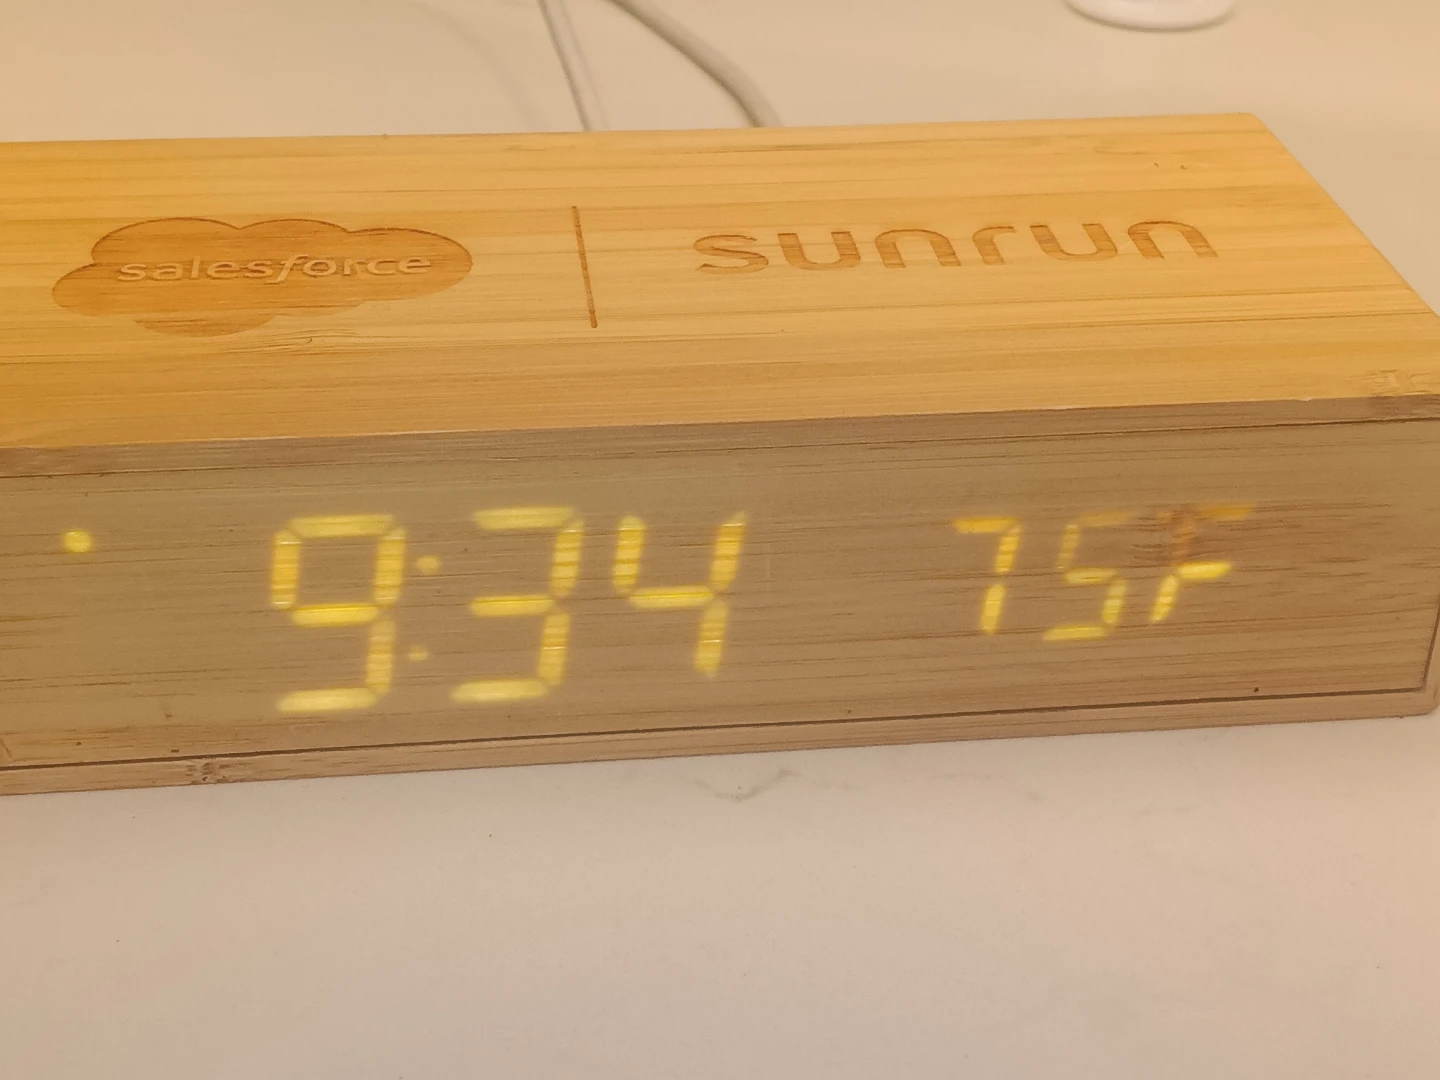 salesforce | sunrun
9:34 75F